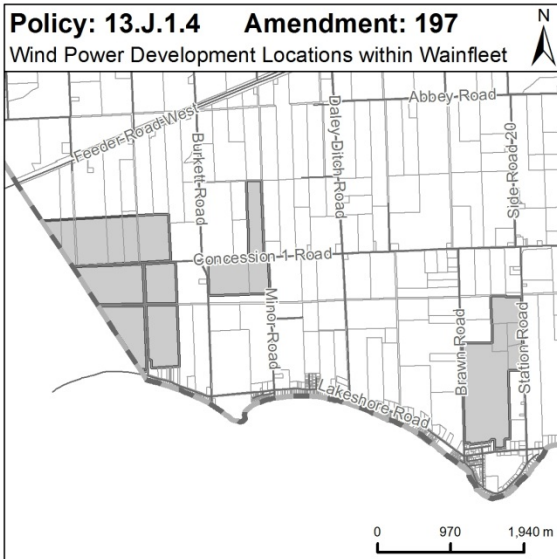 Policy: 13.J.1.4 Amendment: 197
N
Wind Power Development Locations within Wainfleet
Abbey Road
Feeder Road West
Burkett Road
Daley Ditch Road
Side Road 20
Concession 1 Road
Minor Road
Brawn Road
Station Road
Lakeshore Road
0 970 1,940 m